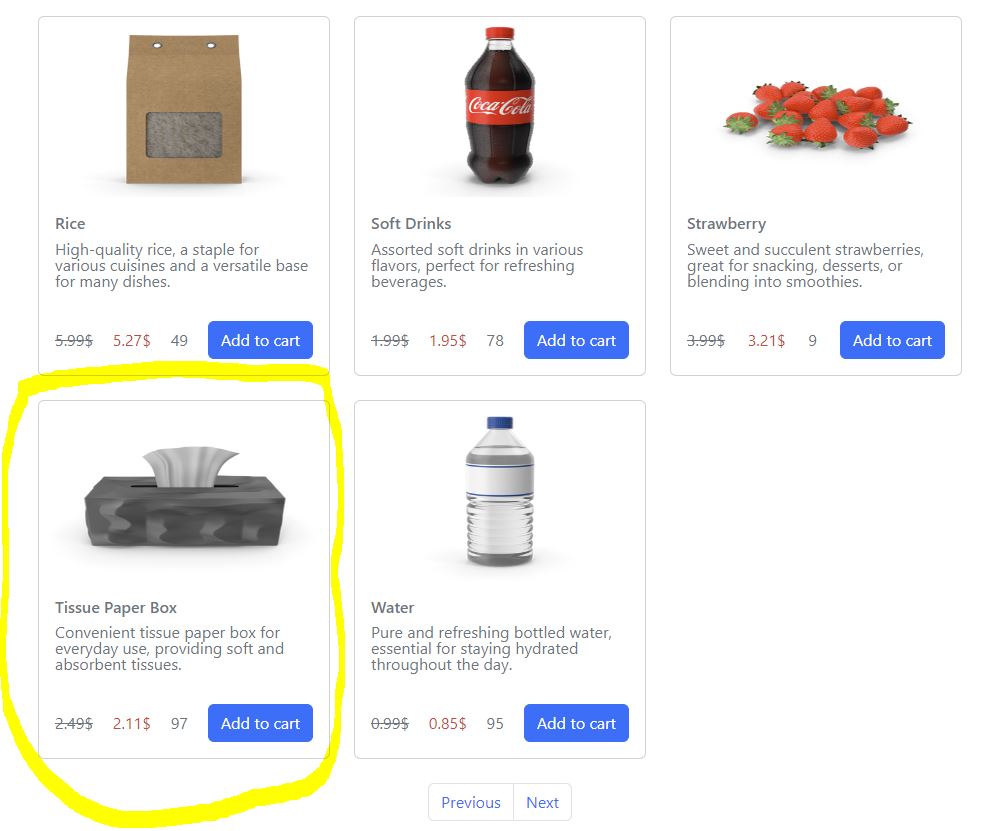 Coca-Cola
Rice
High-quality rice, a staple for
various cuisines and a versatile base
for many dishes.
5.99$ 5.27$ 49 Add to cart
Soft Drinks
Assorted soft drinks in various
flavors, perfect for refreshing
beverages.
1.99$ 1.95$ 78 Add to cart
Strawberry
Sweet and succulent strawberries,
great for snacking, desserts, or
blending into smoothies.
3.99$ 3.21$ 9 Add to cart
Tissue Paper Box
Convenient tissue paper box for
everyday use, providing soft and
absorbent tissues.
2.49$ 2.11$ 97 Add to cart
Water
Pure and refreshing bottled water,
essential for staying hydrated
throughout the day.
0.99$ 0.85$ 95 Add to cart
Previous Next